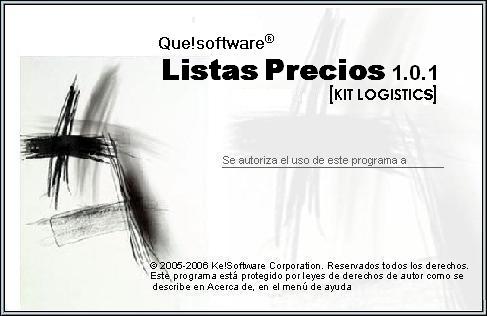 Que!software®
Listas Precios 1.0.1
[KIT LOGISTICS]
Se autoriza el uso de este programa a
© 2005-2006 Ke!Software Corporation. Reservados todos los derechos.
Este programa está protegido por leyes de derechos de autor como se
describe en Acerca de, en el menú de ayuda